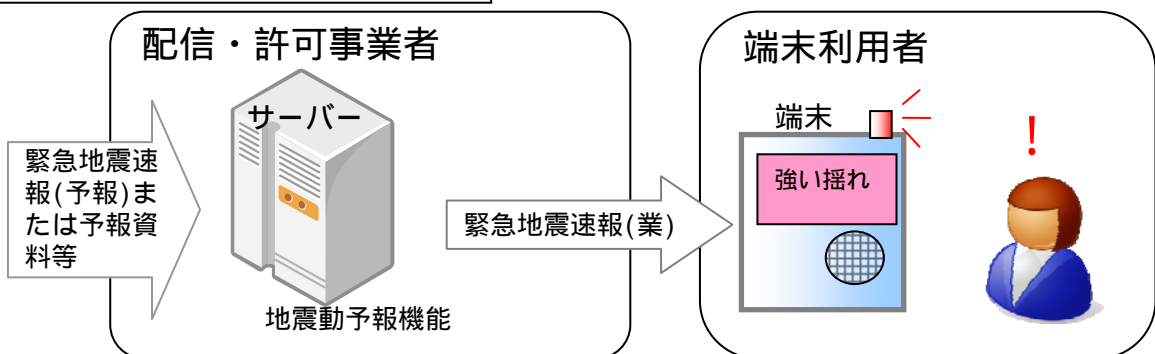 配信・許可事業者
サーバー
緊急地震速
報(予報)ま
たは予報資
料等
地震動予報機能
緊急地震速報(業)
端末利用者
端末
強い揺れ
!